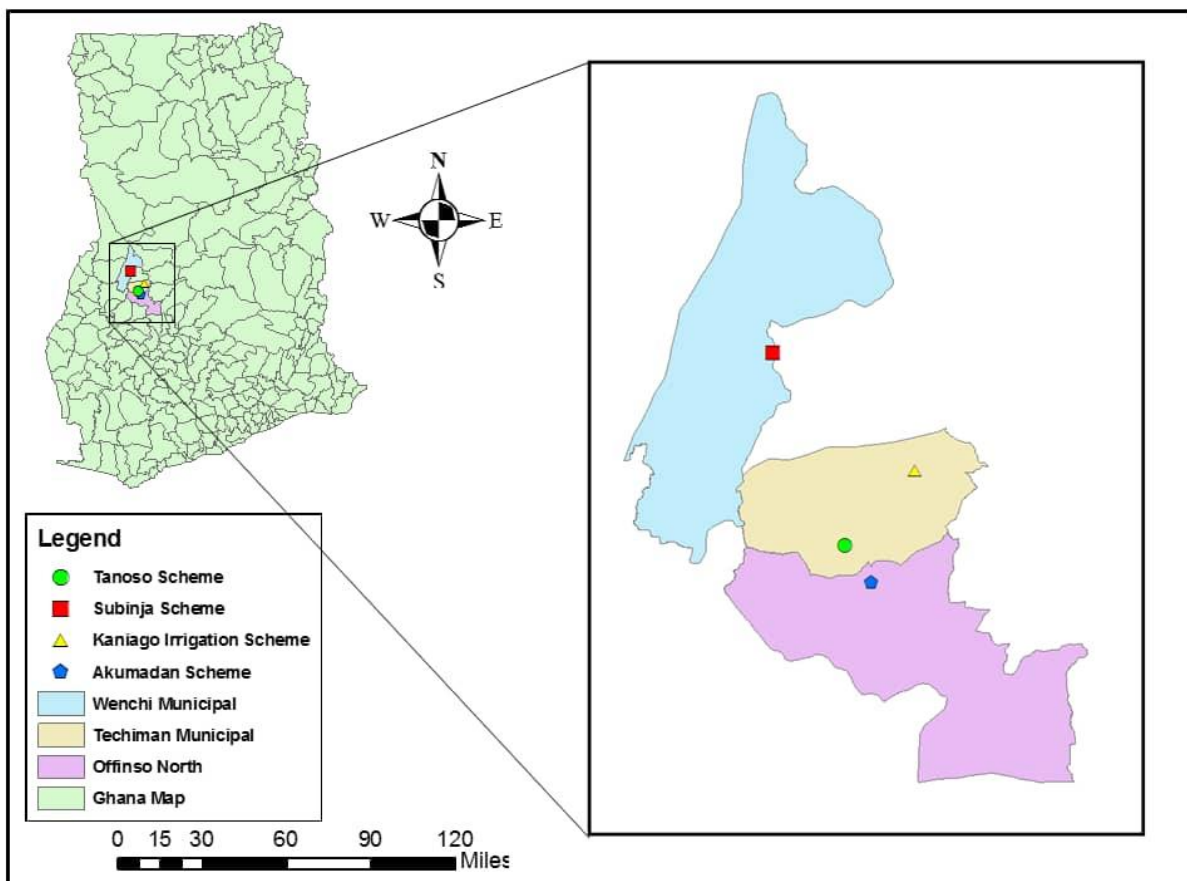 N
W E
S
Legend
Tanoso Scheme
Subinja Scheme
Kaniago Irrigation Scheme
Akumadan Scheme
Wenchi Municipal
Techiman Municipal
Offinso North
Ghana Map
0 15 30 60 90 120
Miles